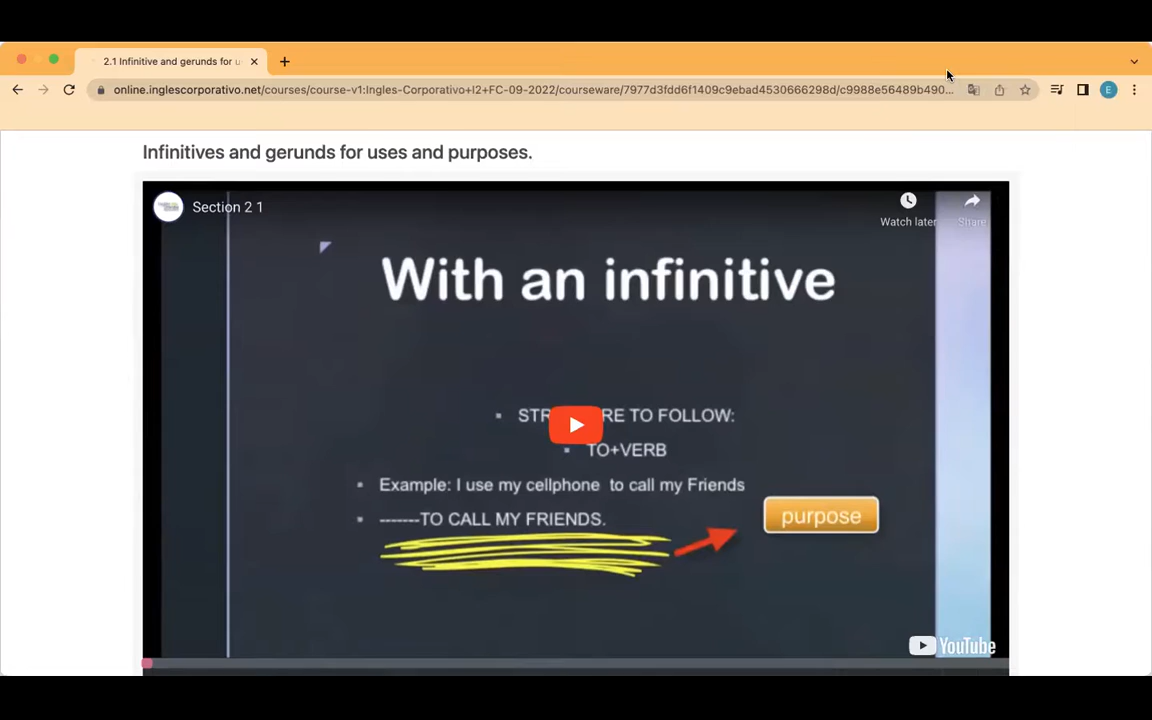 2.1 Infinitive and gerunds for u
online.inglescorporativo.net/courses/course-v1:Ingles-Corporativo+I2+FC-09-2022/courseware/7977d3fdd6f1409c9ebad4530666298d/c9988e56489b490...
E
Infinitives and gerunds for uses and purposes.
Section 2 1
Watch later
Share
With an infinitive
STR RE TO FOLLOW:
TO+VERB
Example: I use my cellphone to call my Friends
-------TO CALL MY FRIENDS.
purpose
YouTube